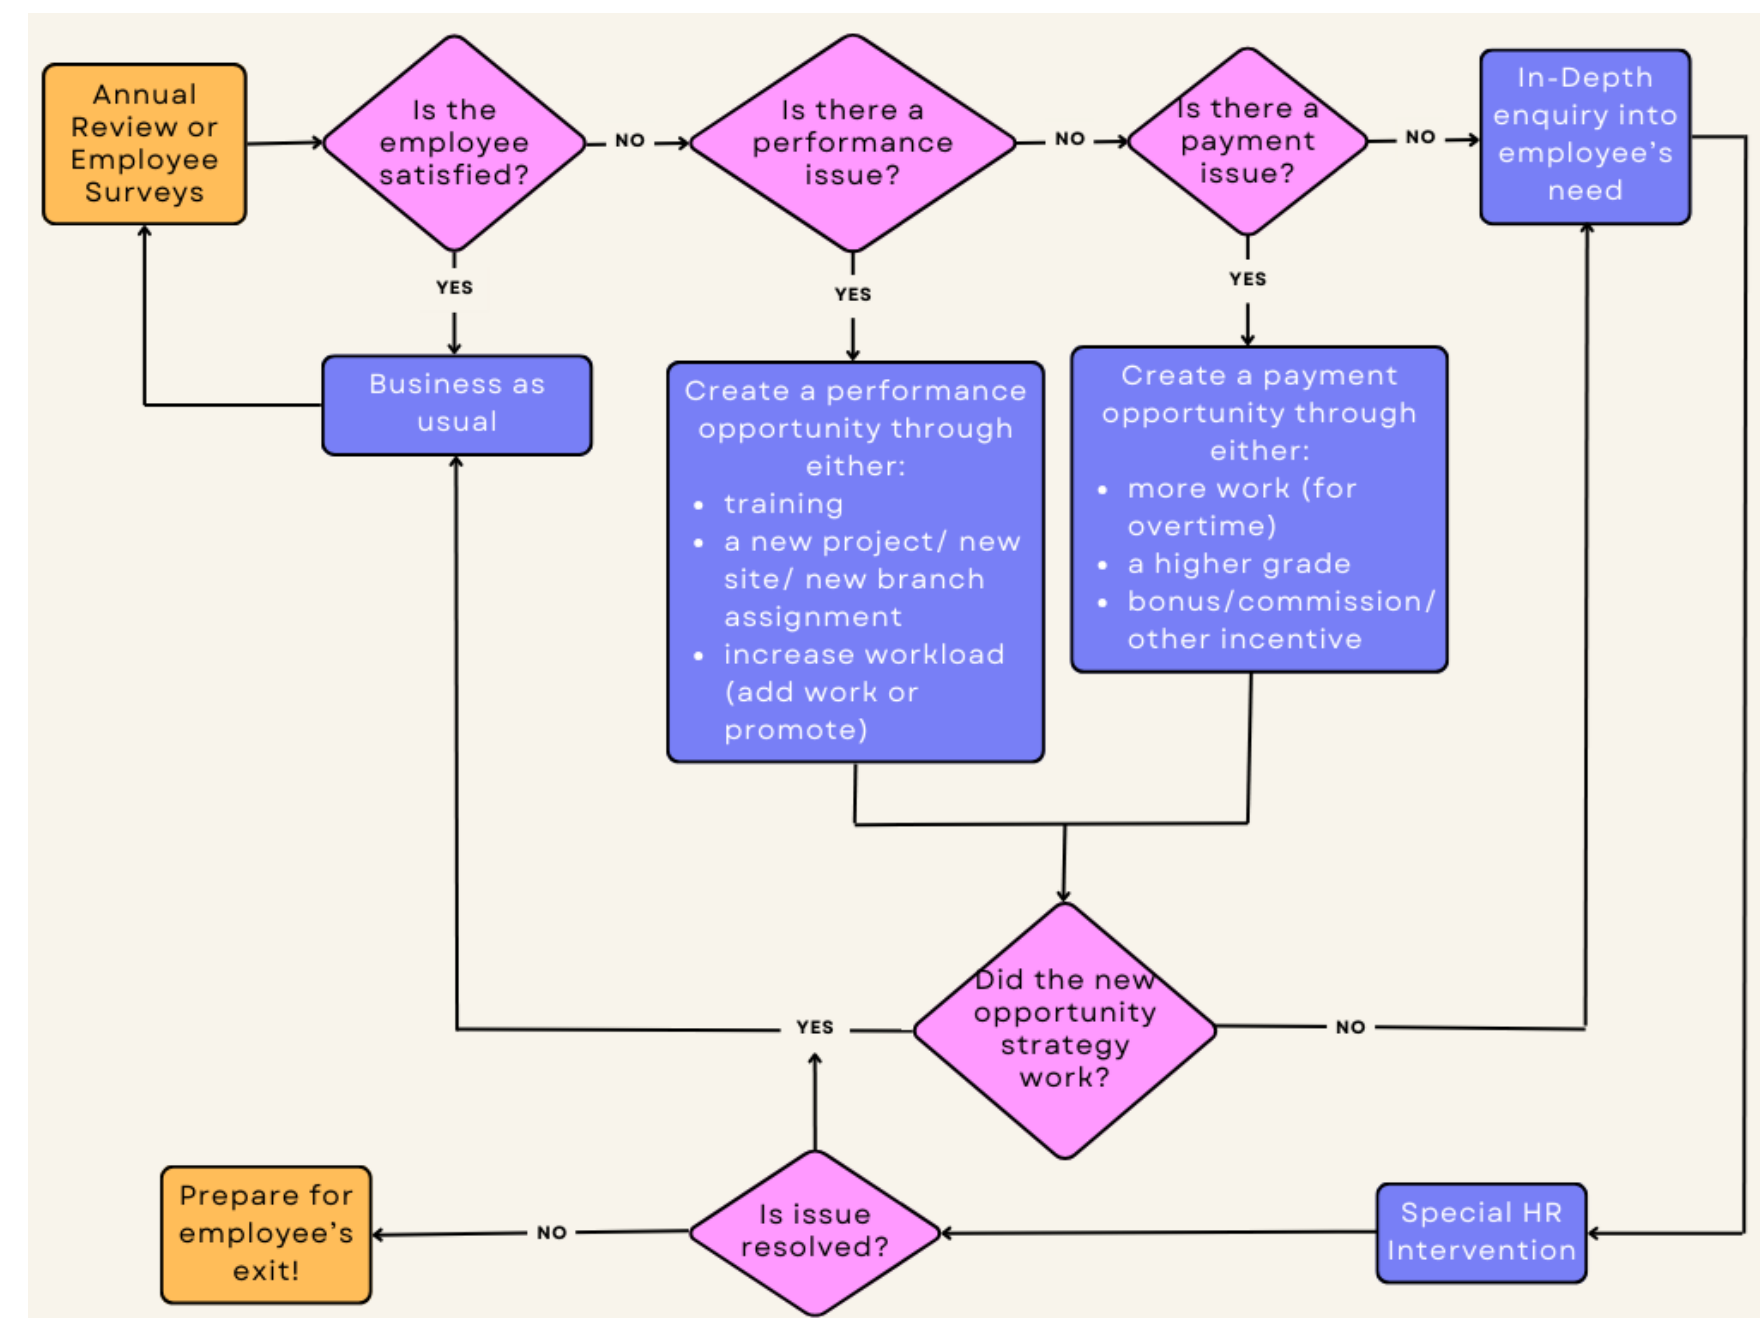 Annual
Review or
Employee
Surveys
Is the
employee
satisfied?
NO
Is there a
performance
issue?
NO
Is there a
payment
issue?
NO
In-Depth
enquiry into
employee's
need
YES
YES
YES
Business as
usual
Create a performance
opportunity through
either:
• training
• a new project/ new
site/ new branch
assignment
• increase workload
(add work or
promote)
Create a payment
opportunity through
either:
• more work (for
overtime)
• a higher grade
• bonus/commission/
other incentive
Did the new
opportunity
strategy
work?
YES
NO
Prepare for
employee's
exit!
NO
Is issue
resolved?
Special HR
Intervention